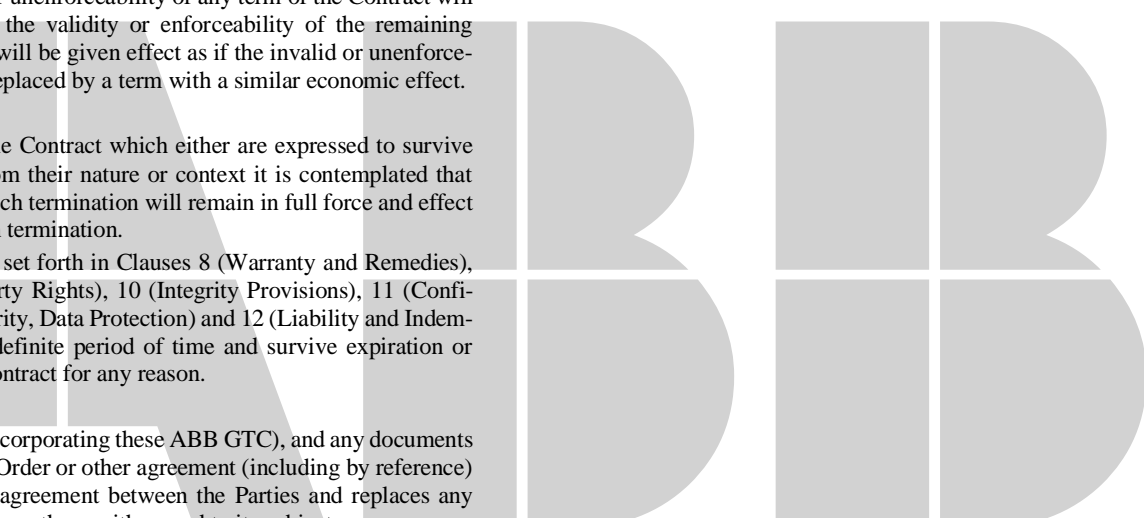 unenforceability of any term of the Contract will
the validity or enforceability of the remaining
will be given effect as if the invalid or unenforce-
placed by a term with a similar economic effect.
Contract which either are expressed to survive
their nature or context it is contemplated that
termination will remain in full force and effect
termination.
set forth in Clauses 8 (Warranty and Remedies),
rty Rights), 10 (Integrity Provisions), 11 (Confi-
rity, Data Protection) and 12 (Liability and Indem-
definite period of time and survive expiration or
ontract for any reason.
corporating these ABB GTC), and any documents
Order or other agreement (including by reference)
agreement between the Parties and replaces any
ABB